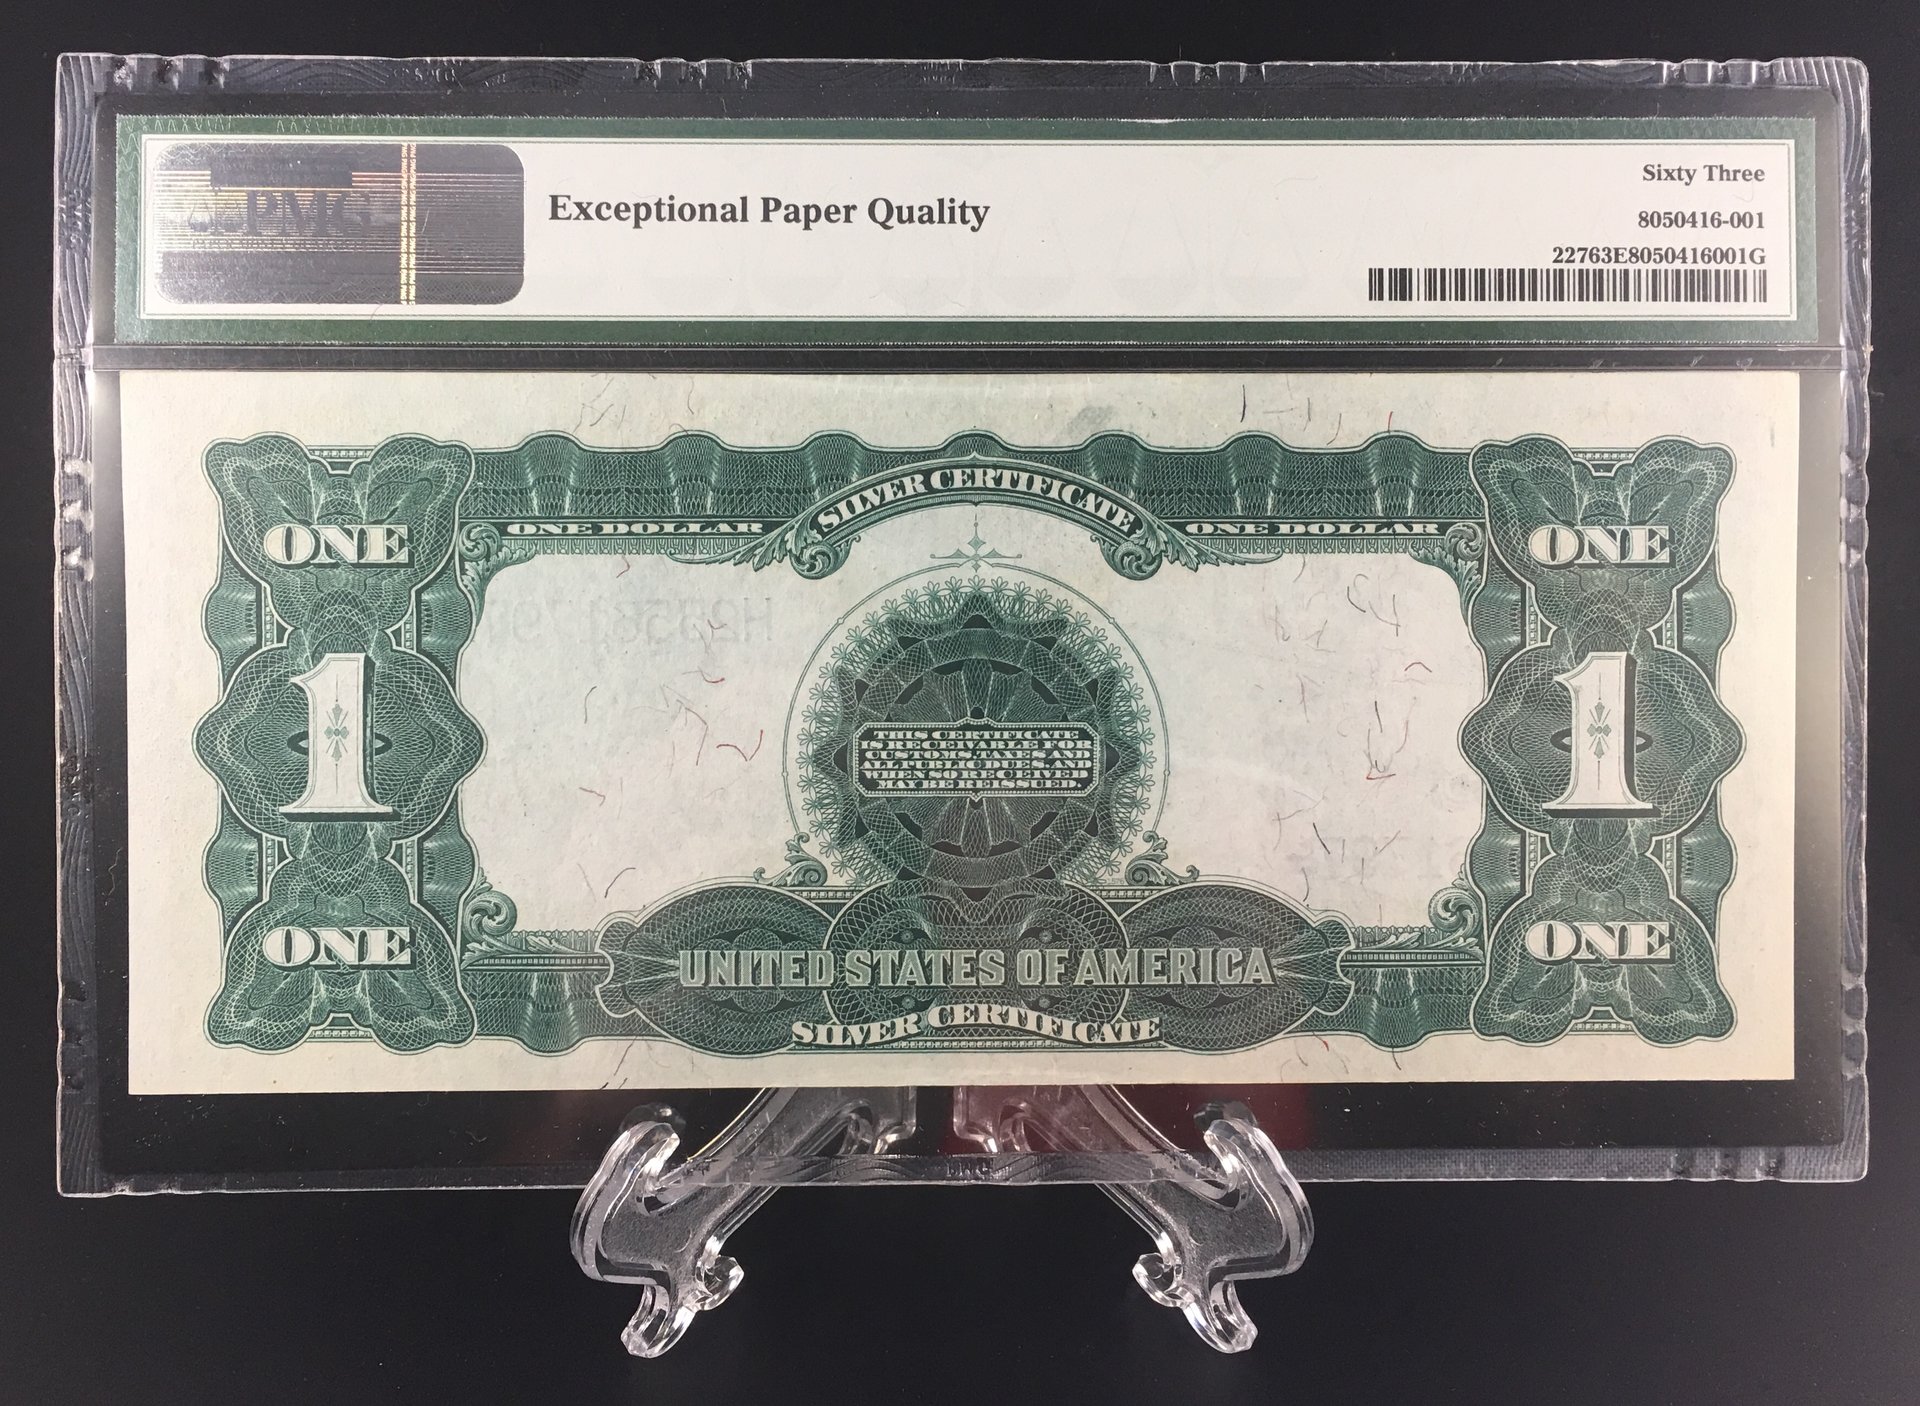 PMG
Exceptional Paper Quality
Sixty Three
8050416-001
22763E8050416001G
SILVER CERTIFICATE
ONE DOLLAR
ONE DOLLAR
ONE
ONE
1
1
THIS CERTIFICATE
IS RECEIVABLE FOR
CUSTOMS, TAXES AND
ALL PUBLIC DUES, AND
WHEN SO RECEIVED
MAY BE REISSUED.
ONE
ONE
UNITED STATES OF AMERICA
SILVER CERTIFICATE